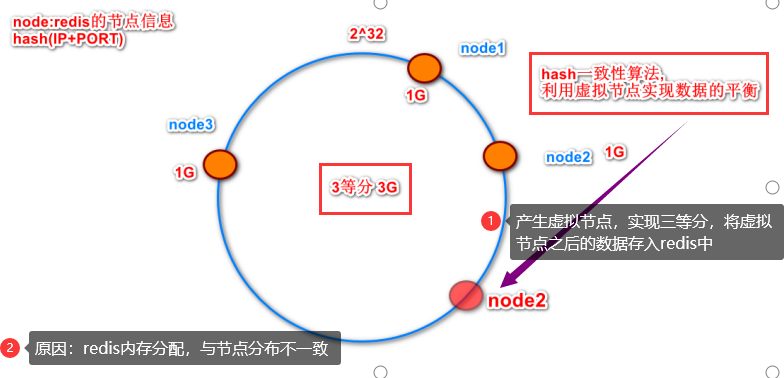 node:redis的节点信息
hash(IP+PORT)
2^32
node1
1G
hash一致性算法,
利用虚拟节点实现数据的平衡
node3
1G
node2
1G
3等分 3G
1
产生虚拟节点，实现三等分，将虚拟
节点之后的数据存入redis中
node2
2
原因：redis内存分配，与节点分布不一致